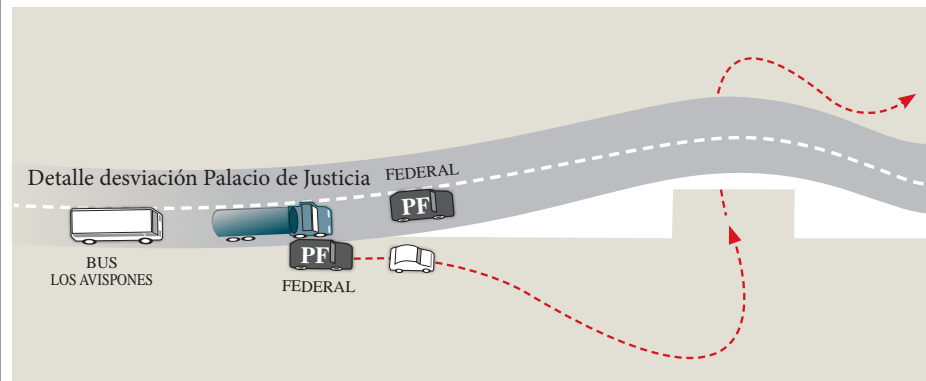 Detalle desviación Palacio de Justicia
FEDERAL
PF
BUS
LOS AVISPONES
PF
FEDERAL